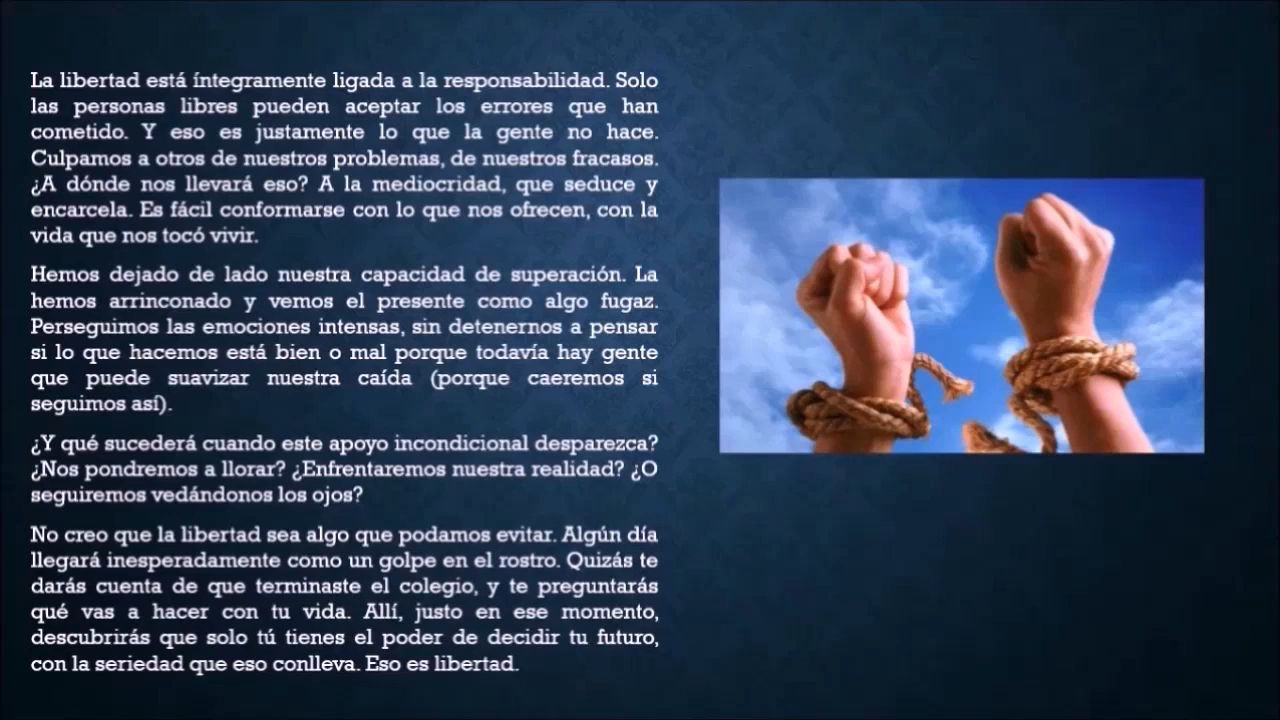 La libertad está íntegramente ligada a la responsabilidad. Solo
las personas libres pueden aceptar los errores que han
cometido. Y eso es justamente lo que la gente no hace.
Culpamos a otros de nuestros problemas, de nuestros fracasos.
¿A dónde nos llevará eso? A la mediocridad, que seduce y
encarcela. Es fácil conformarse con lo que nos ofrecen, con la
vida que nos tocó vivir.
Hemos dejado de lado nuestra capacidad de superación. La
hemos arrinconado y vemos el presente como algo fugaz.
Perseguimos las emociones intensas, sin detenernos a pensar
si lo que hacemos está bien o mal porque todavía hay gente
que puede suavizar nuestra caída (porque caeremos si
seguimos así).
¿Y qué sucederá cuando este apoyo incondicional desparezca?
¿Nos pondremos a llorar? ¿Enfrentaremos nuestra realidad? ¿O
seguiremos vedándonos los ojos?
No creo que la libertad sea algo que podamos evitar. Algún día
llegará inesperadamente como un golpe en el rostro. Quizás te
darás cuenta de que terminaste el colegio, y te preguntarás
qué vas a hacer con tu vida. Allí, justo en ese momento,
descubrirás que solo tú tienes el poder de decidir tu futuro,
con la seriedad que eso conlleva. Eso es libertad.